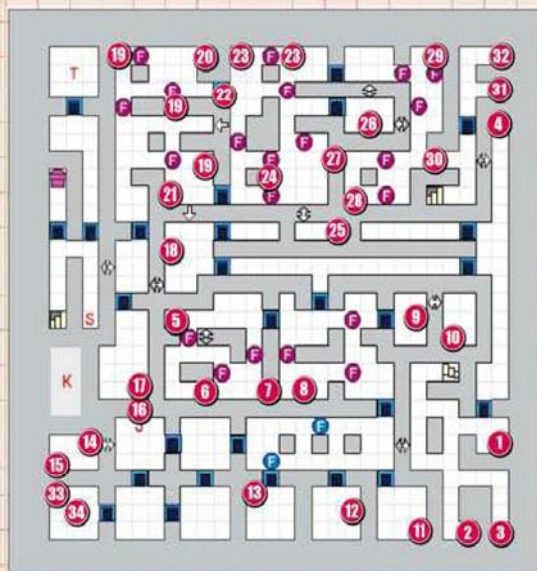 19 F 20 23 F 23 29 32
T F F
F 19 22 F 31
F 26 4
F F
F 19 F 27 F 30
24
21 F 28 F
25
18
S 5 F 9
F 10
F F
K F F
17 6 7 8
16
J F
14 1
15 F
33 13
34 12
11 2 3